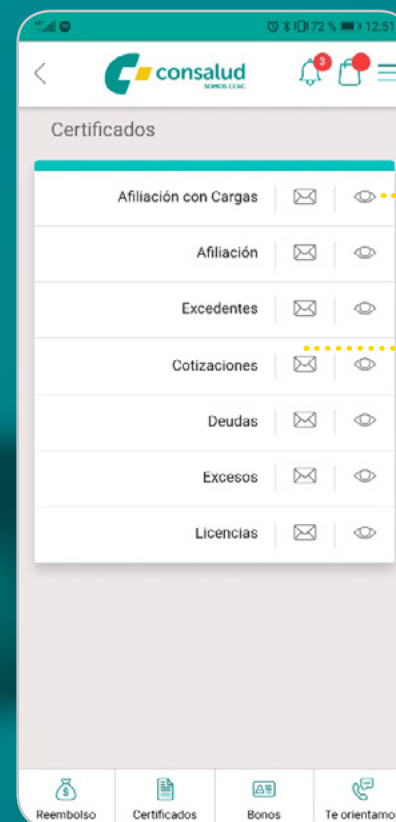 72 % 12:51
consalud
SOMOS CChC
3
Certificados
Afiliación con Cargas
Afiliación
Excedentes
Cotizaciones
Deudas
Excesos
Licencias
Reembolso
Certificados
Bonos
Te orientamos